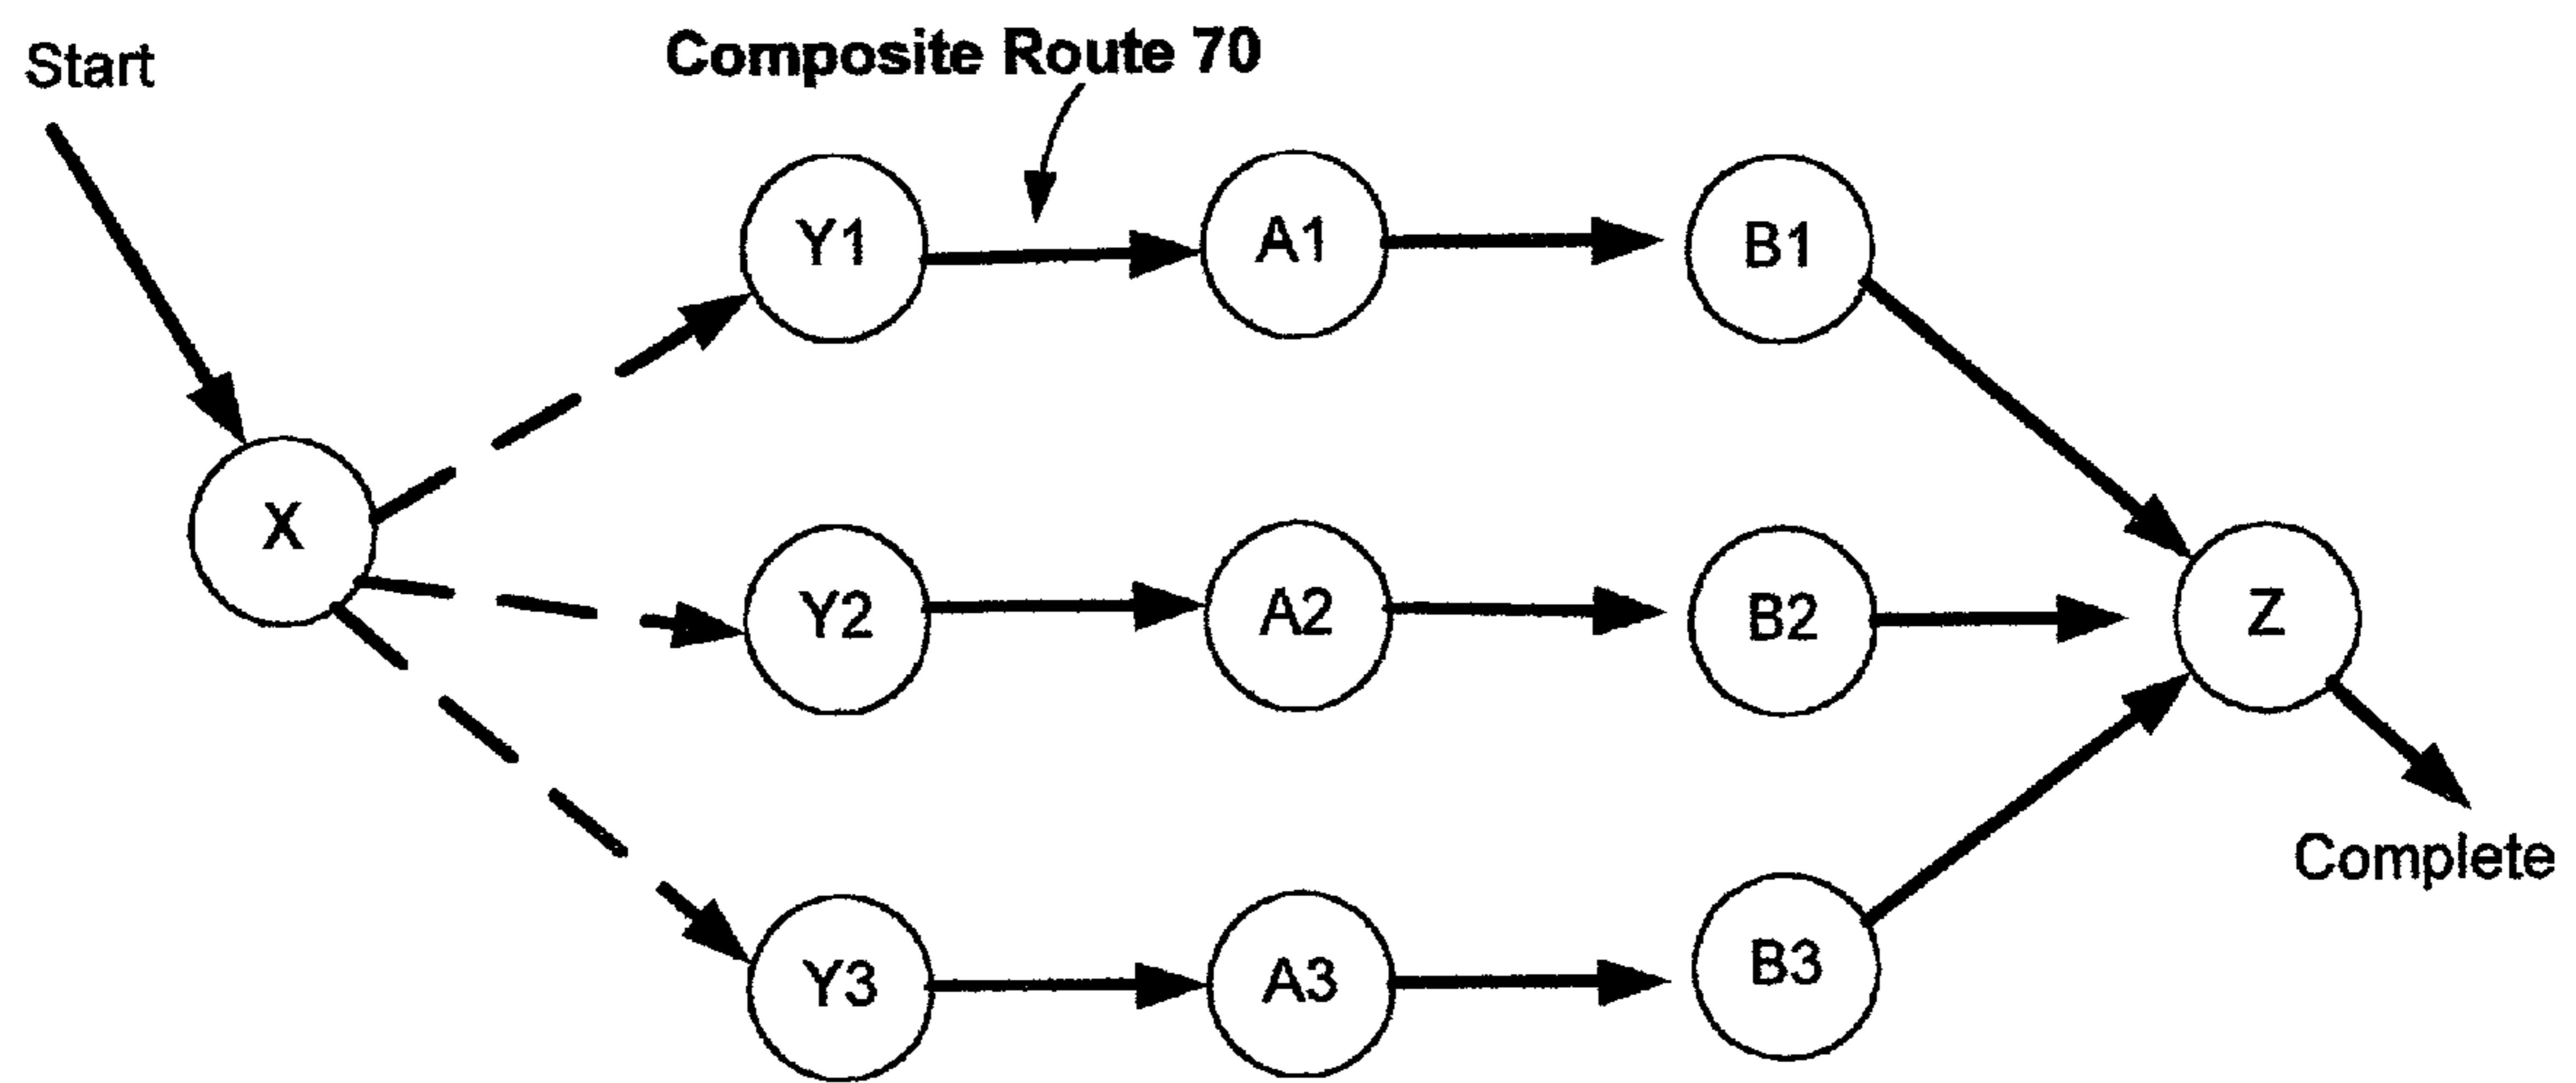 Start
Composite Route 70
Y1
A1
B1
X
Y2
A2
B2
Z
Complete
Y3
A3
B3